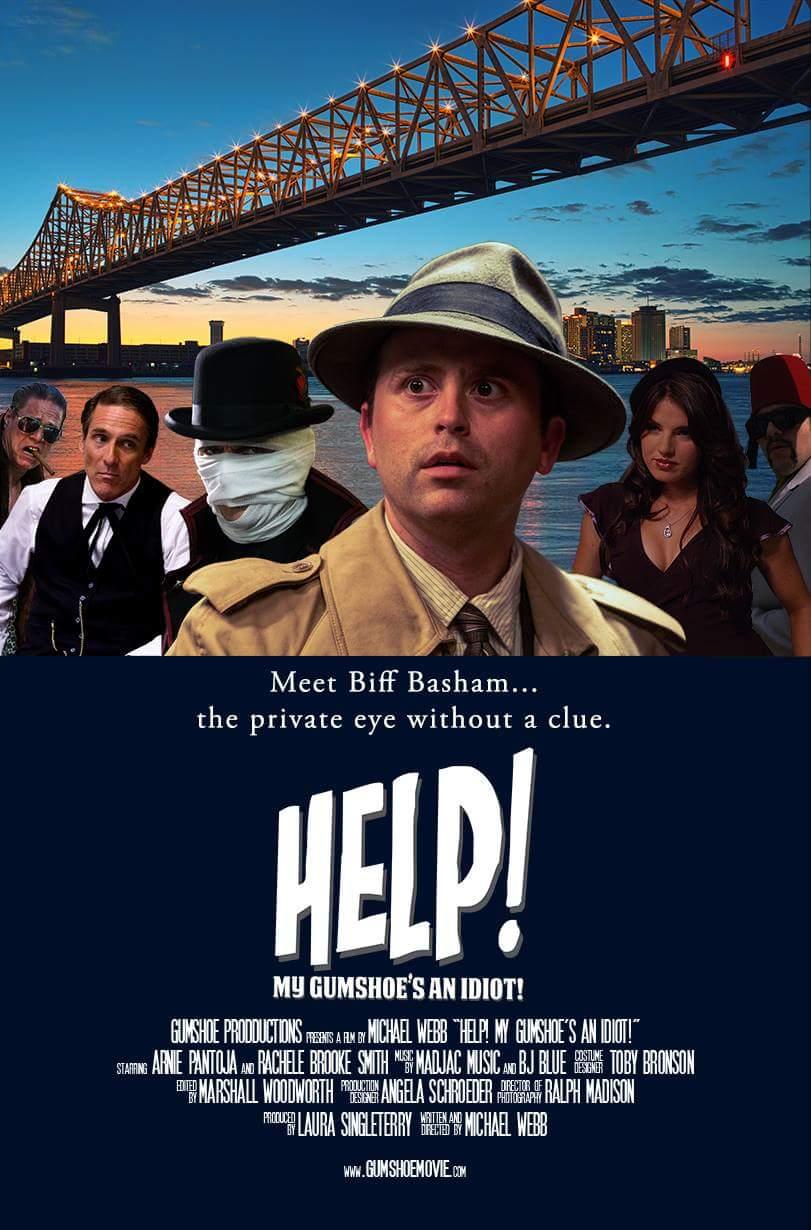 Meet Biff Basham...
the private eye without a clue.
HELP!
MY GUMSHOE'S AN IDIOT!
GUMSHOE PRODDUCTIONS PRESENTS A FILM BY MICHAEL WEBB "HELP! MY GUMSHOE'S AN IDIOT!"
STARRING ARNIE PANTOJA AND RACHELE BROOKE SMITH MUSIC BY MADJAC MUSIC AND BJ BLUE COSTUME DESIGNER TOBY BRONSON
EDITED BY MARSHALL WOODWORTH PRODUCTION DESIGNER ANGELA SCHROEDER DIRECTOR OF PHOTOGRAPHY RALPH MADISON
PRODUCED BY LAURA SINGLETERRY WRITTEN AND DIRECTED BY MICHAEL WEBB
WWW.GUMSHOEMOVIE.COM